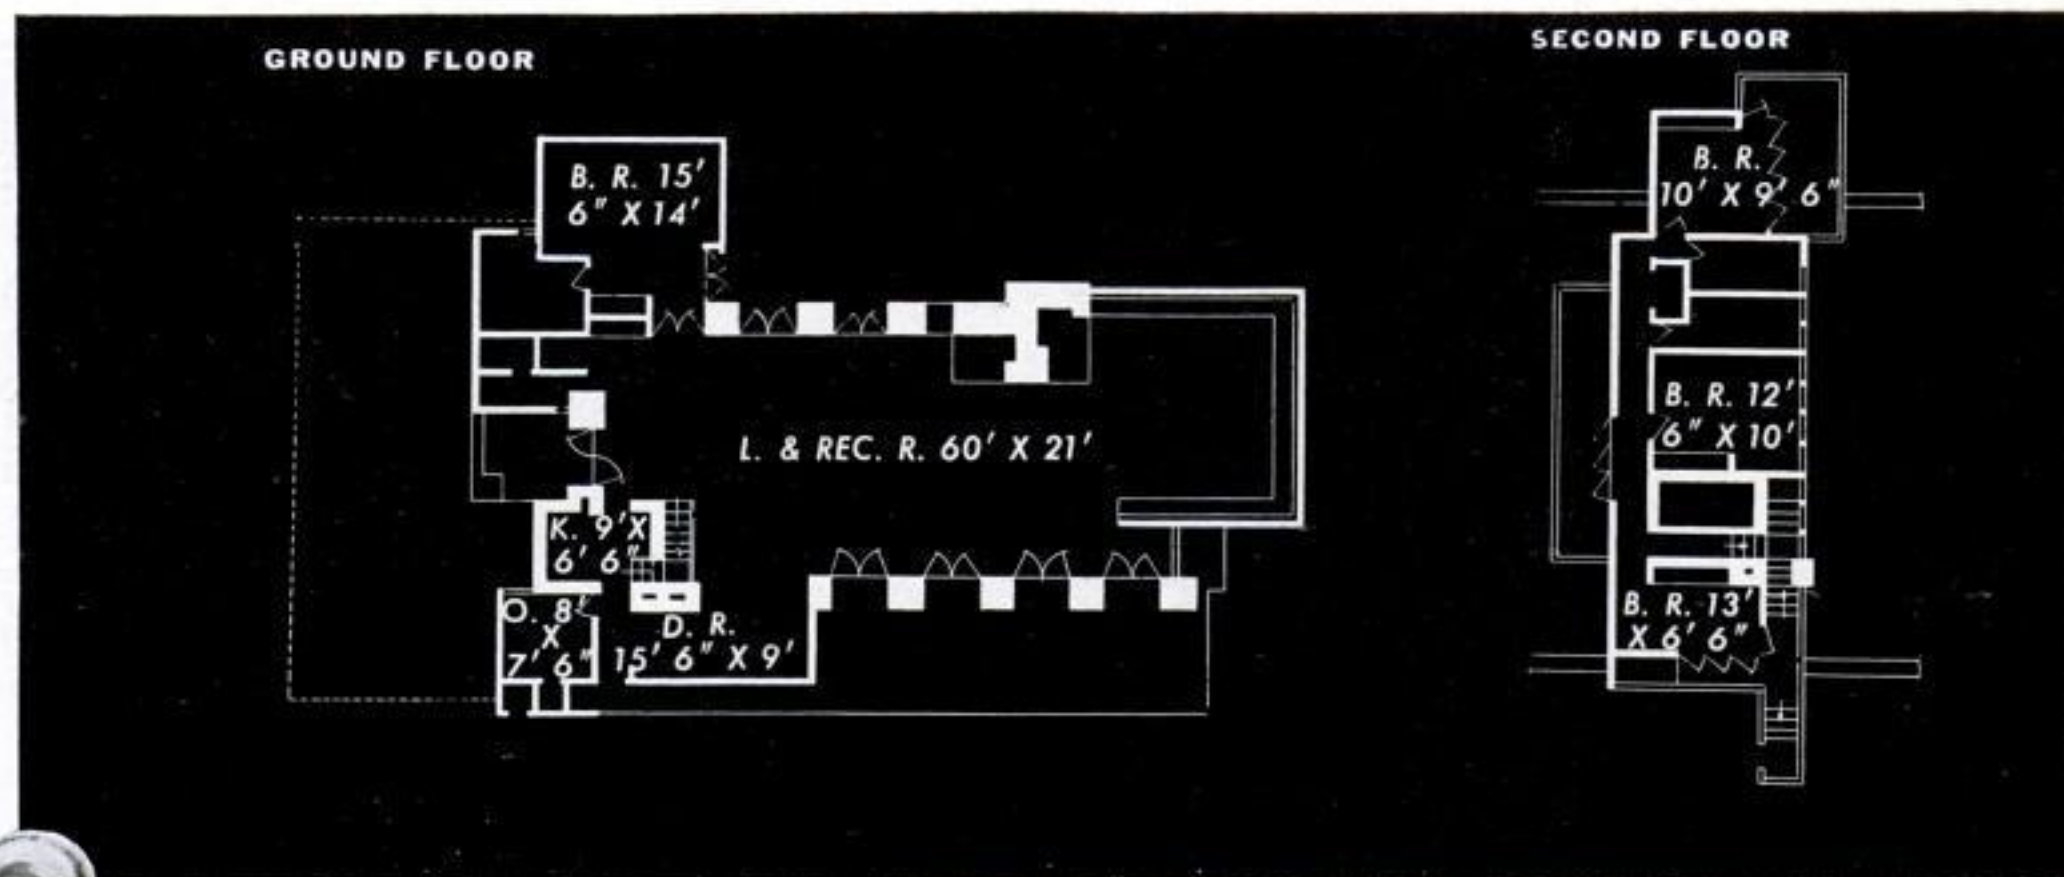 GROUND FLOOR
B. R. 15'
6" X 14'
L. & REC. R. 60' X 21'
K. 9' X
6' 6"
O. 8'
X
7' 6"
D. R.
15' 6" X 9'
SECOND FLOOR
B. R.
10' X 9' 6"
B. R. 12'
6" X 10'
B. R. 13'
X 6' 6"